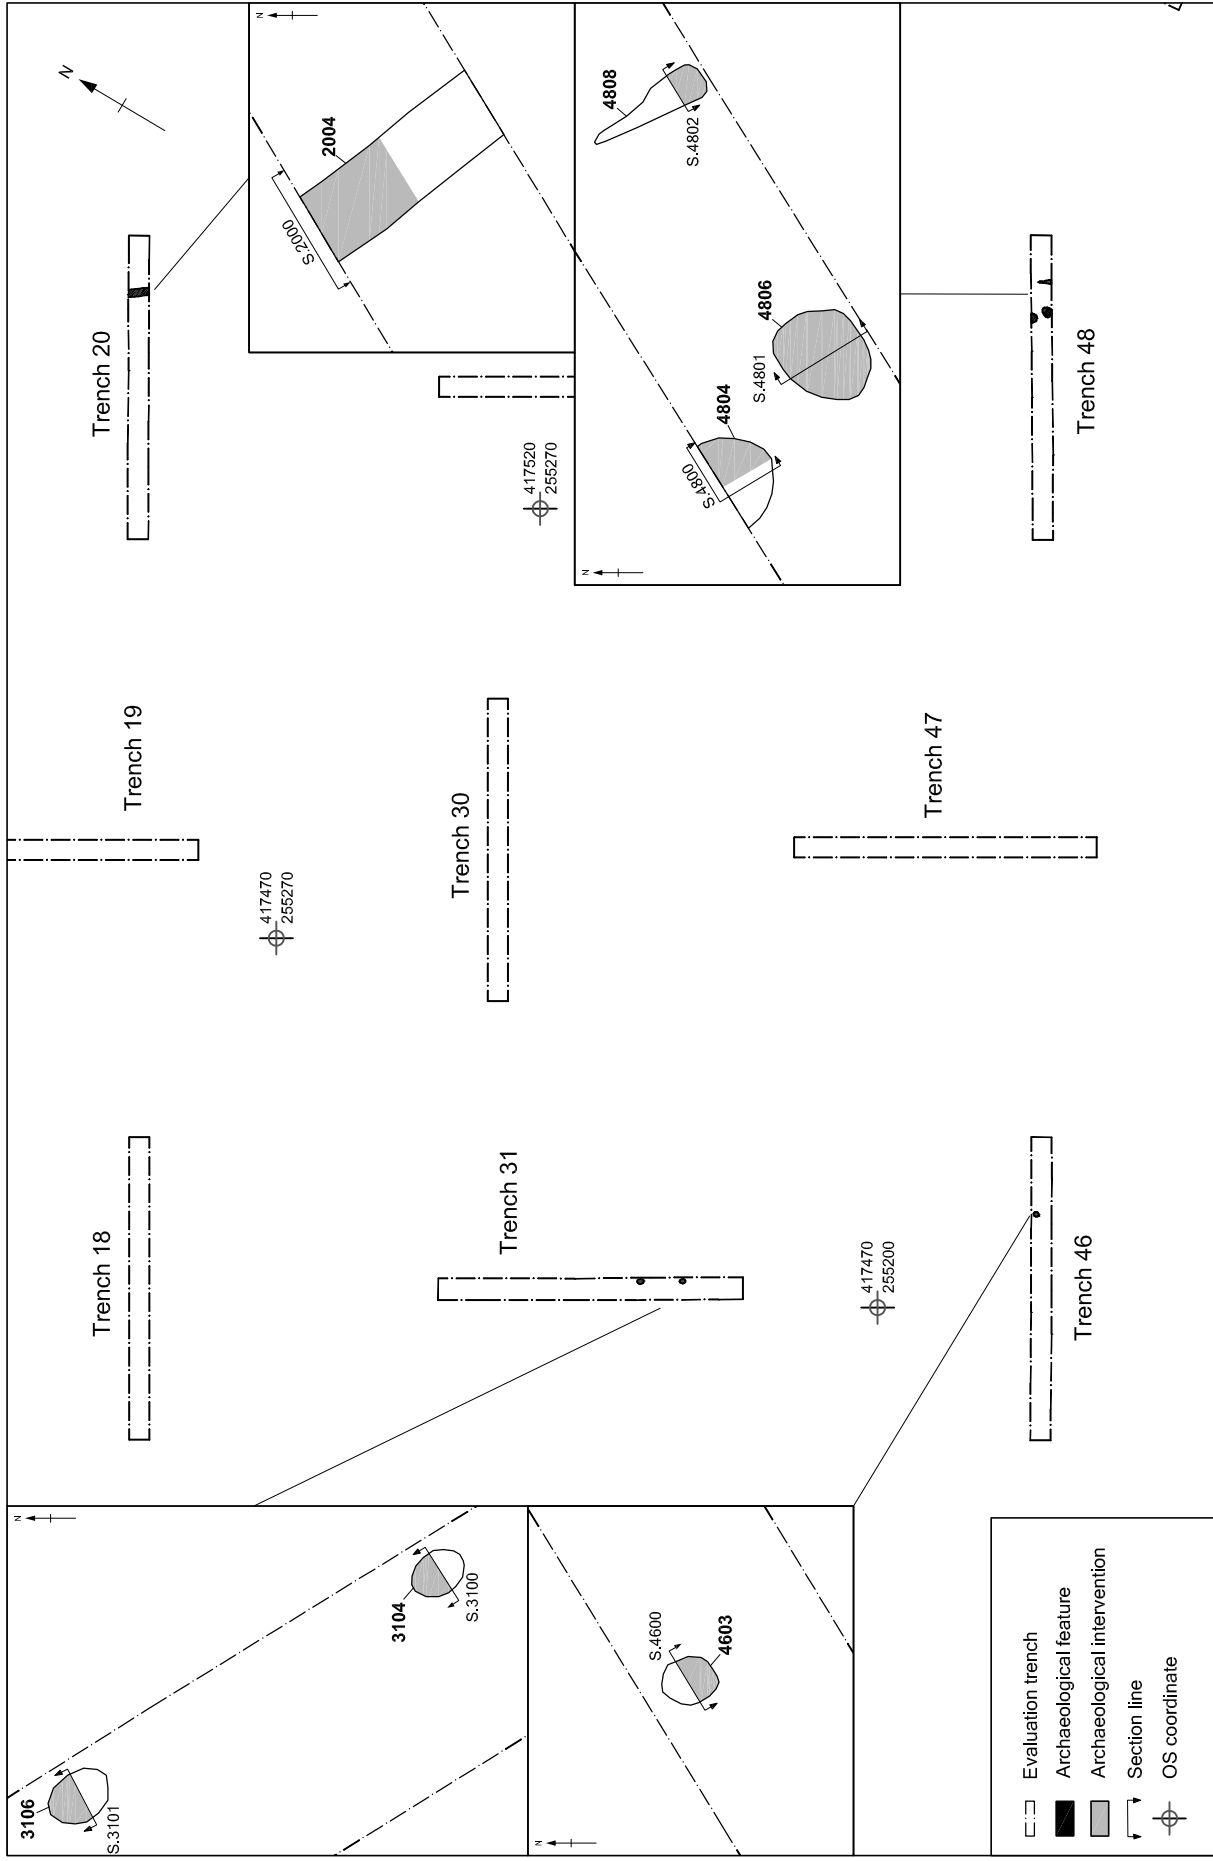 N
N
2004
S.2000
4808
S.4802
4806
S.4801
4804
S.4800
N
Trench 20
417520
255270
Trench 48
Trench 19
417470
255270
Trench 30
Trench 47
Trench 18
Trench 31
417470
255200
Trench 46
N
3106
S.3101
3104
S.3100
N
S.4600
4603
Evaluation trench
Archaeological feature
Archaeological intervention
Section line
OS coordinate